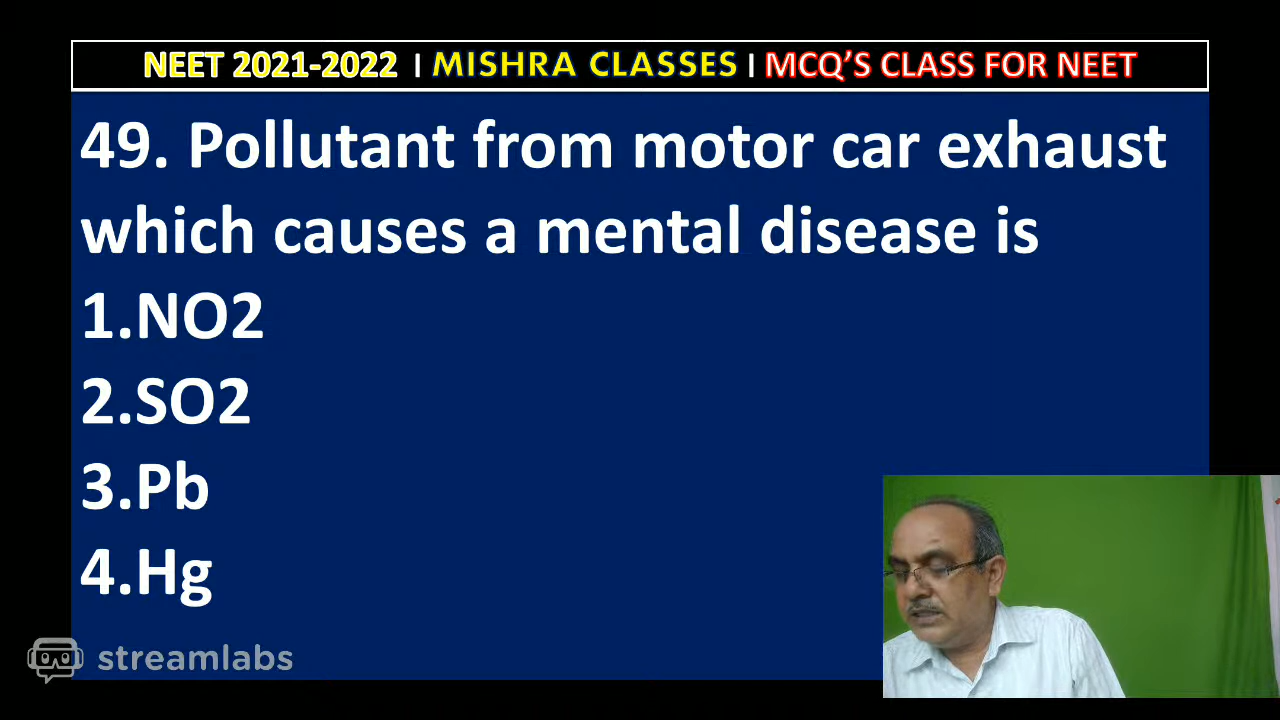 NEET 2021-2022 I MISHRA CLASSES I MCQ'S CLASS FOR NEET
49. Pollutant from motor car exhaust
which causes a mental disease is
1.NO2
2.SO2
3.Pb
4.Hg
streamlabs